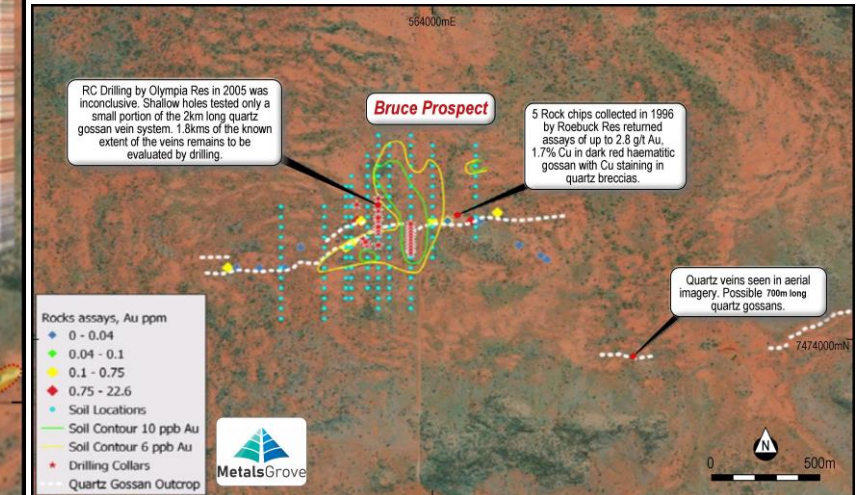 564000mE
RC Drilling by Olympia Res in 2005 was
inconclusive. Shallow holes tested only a
small portion of the 2km long quartz
gossan vein system. 1.8kms of the known
extent of the veins remains to be
evaluated by drilling.
Bruce Prospect
5 Rock chips collected in 1996
by Roebuck Res returned
assays of up to 2.8 g/t Au,
1.7% Cu in dark red haematitic
gossan with Cu staining in
quartz breccias.
Quartz veins seen in aerial
imagery. Possible 700m long
quartz gossans.
7474000mN
Rocks assays, Au ppm
0 - 0.04
0.04 - 0.1
0.1 - 0.75
0.75 - 22.6
Soil Locations
Soil Contour 10 ppb Au
Soil Contour 6 ppb Au
Drilling Collars
Quartz Gossan Outcrop
MetalsGrove
N
0 500m